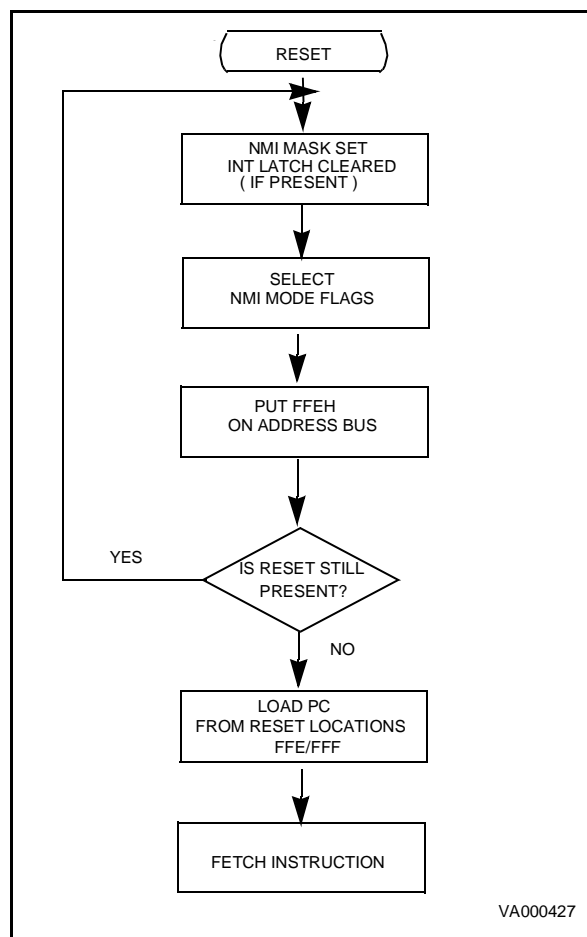 RESET
NMI MASK SET
INT LATCH CLEARED
( IF PRESENT )
SELECT
NMI MODE FLAGS
PUT FFEH
ON ADDRESS BUS
YES
IS RESET STILL
PRESENT?
NO
LOAD PC
FROM RESET LOCATIONS
FFE/FFF
FETCH INSTRUCTION
VA000427